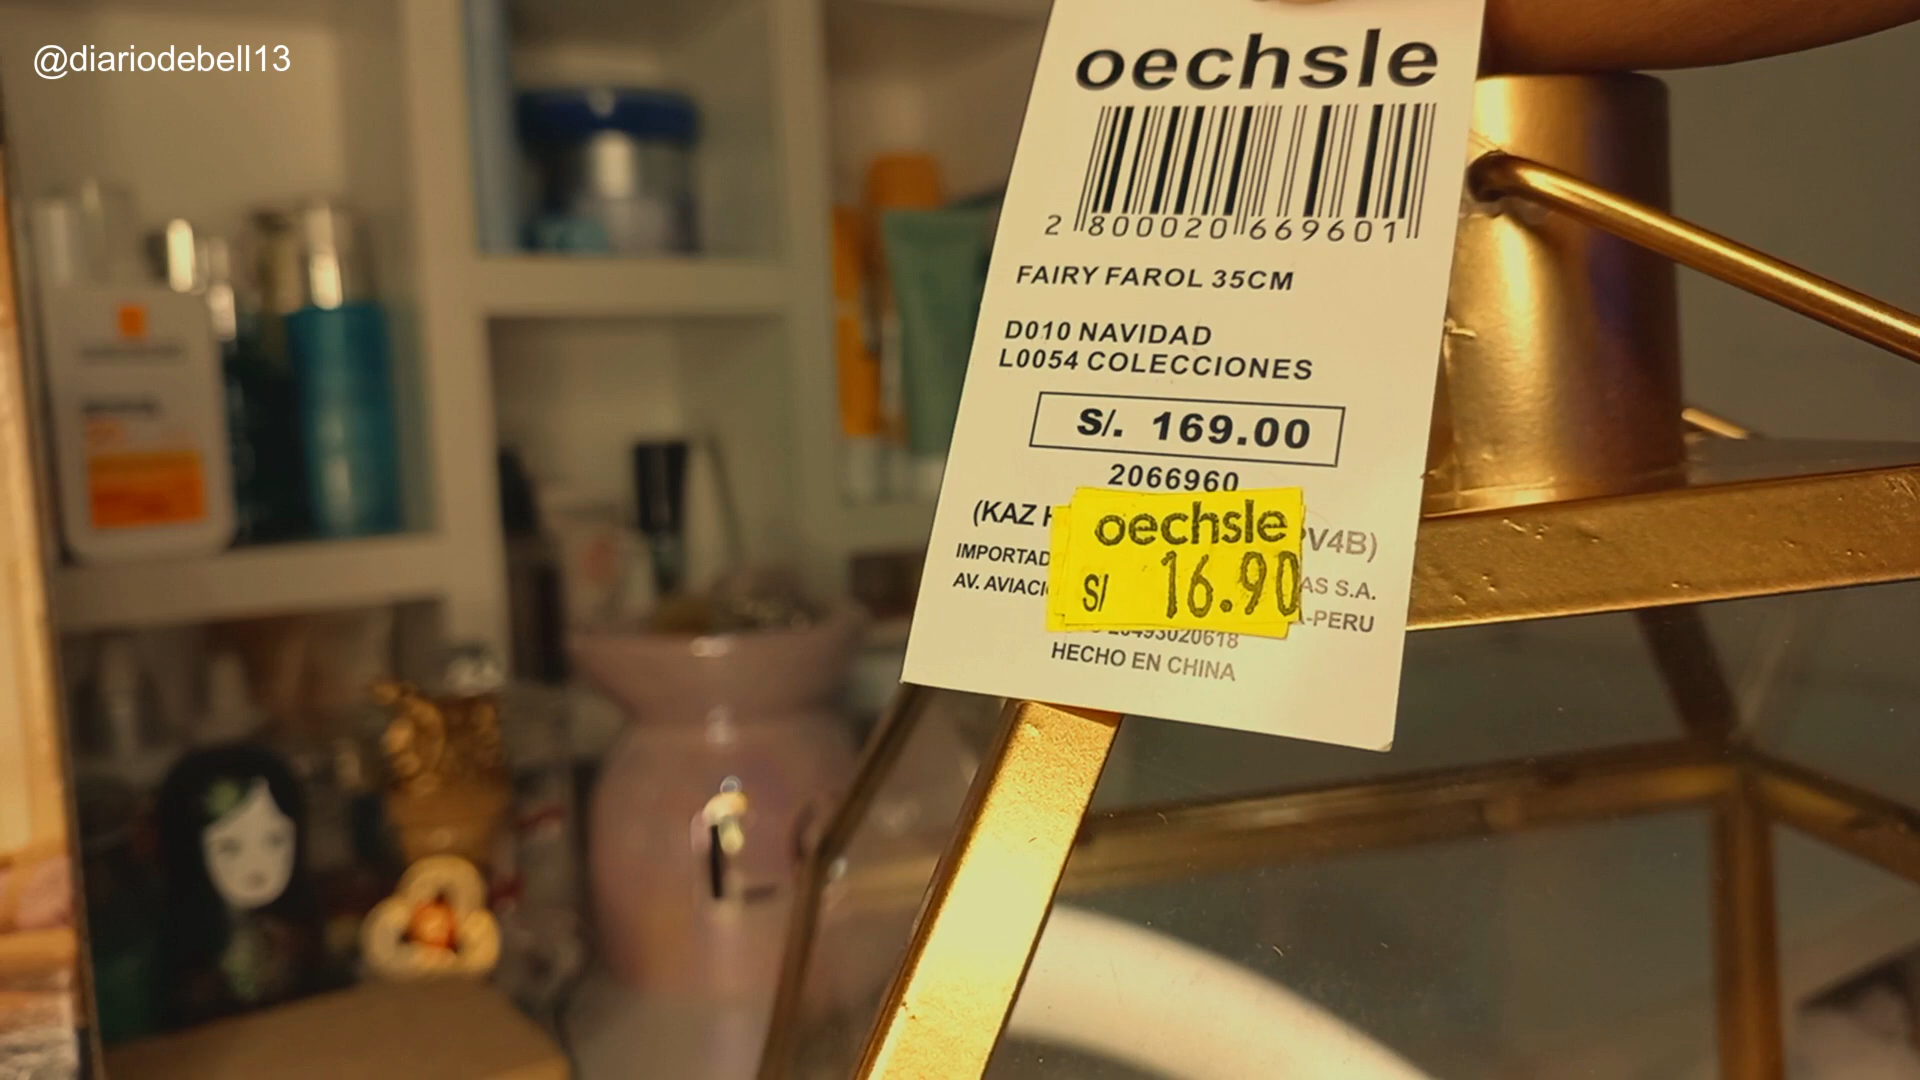 @diariodebell13
oechsle
2 800020 669601
FAIRY FAROL 35CM
D010 NAVIDAD
L0054 COLECCIONES
S/. 169.00
2066960
(KAZ
V4B)
oechsle
S/ 16.90
IMPORTAD
AS S.A.
AV. AVIACI
-PERU
20493020618
HECHO EN CHINA